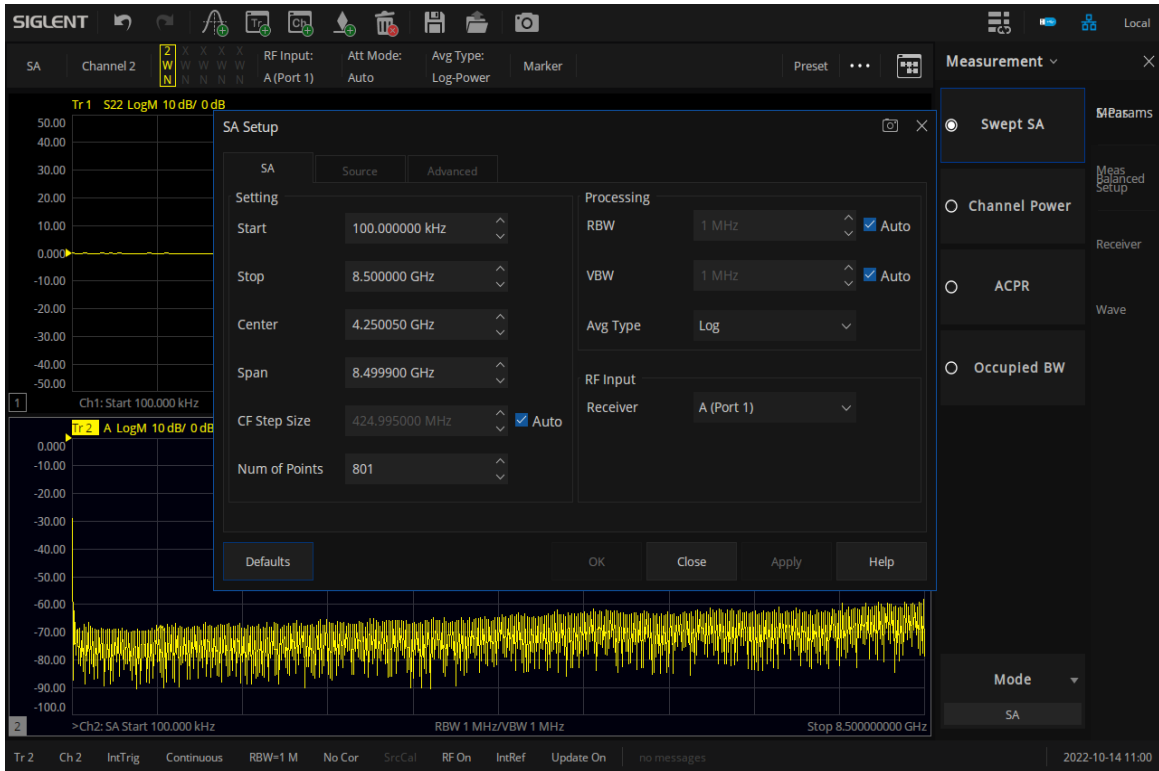 SIGLENT
Tr
Ch
Local
SA
Channel 2
2 X X X X
W W W W W
N N N N N
RF Input:
A (Port 1)
Att Mode:
Auto
Avg Type:
Log-Power
Marker
Preset
Measurement
Tr 1 S22 LogM 10 dB/ 0 dB
50.00
40.00
30.00
20.00
10.00
0.000
-10.00
-20.00
-30.00
-40.00
-50.00
1
Ch1: Start 100.000 kHz
SA Setup
SA
Source
Advanced
Setting
Start
100.000000 kHz
Stop
8.500000 GHz
Center
4.250050 GHz
Span
8.499900 GHz
CF Step Size
424.995000 MHz
Auto
Num of Points
801
Processing
RBW
1 MHz
Auto
VBW
1 MHz
Auto
Avg Type
Log
RF Input
Receiver
A (Port 1)
Defaults
OK
Close
Apply
Help
Swept SA
Channel Power
ACPR
Occupied BW
Mode
SA
Params
Meas
Setup
Balanced
Receiver
Wave
Tr 2 A LogM 10 dB/ 0 dB
0.000
-10.00
-20.00
-30.00
-40.00
-50.00
-60.00
-70.00
-80.00
-90.00
-100.0
2
>Ch2: SA Start 100.000 kHz
RBW 1 MHz/VBW 1 MHz
Stop 8.500000000 GHz
Tr 2
Ch 2
IntTrig
Continuous
RBW=1 M
No Cor
SrcCal
RF On
IntRef
Update On
no messages
2022-10-14 11:00